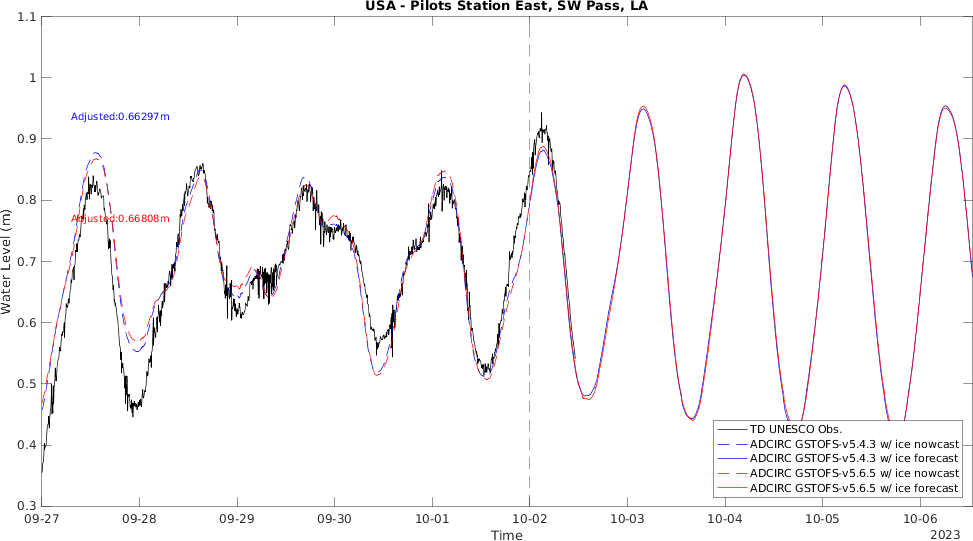 USA - Pilots Station East, SW Pass, LA
1.1
1
0.9
0.8
0.7
0.6
0.5
0.4
0.3
Water Level (m)
Adjusted:0.66297m
Adjusted:0.66808m
TD UNESCO Obs.
ADCIRC GSTOFS-v5.4.3 w/ ice nowcast
ADCIRC GSTOFS-v5.4.3 w/ ice forecast
ADCIRC GSTOFS-v5.6.5 w/ ice nowcast
ADCIRC GSTOFS-v5.6.5 w/ ice forecast
09-27 09-28 09-29 09-30 10-01 10-02 10-03 10-04 10-05 10-06
Time
2023